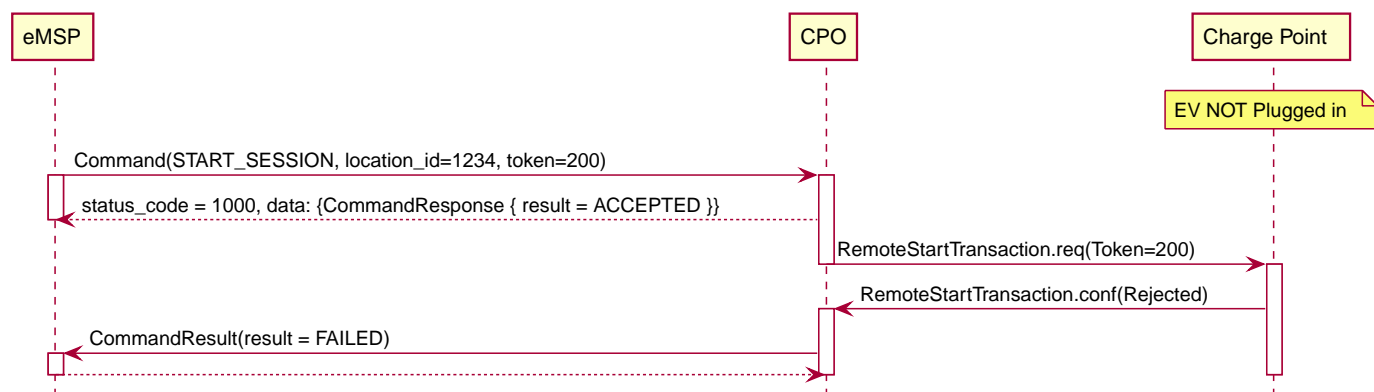 eMSP
CPO
Charge Point
EV NOT Plugged in
Command(START_SESSION, location_id=1234, token=200)
status_code = 1000, data: {CommandResponse { result = ACCEPTED }}
RemoteStartTransaction.req(Token=200)
RemoteStartTransaction.conf(Rejected)
CommandResult(result = FAILED)